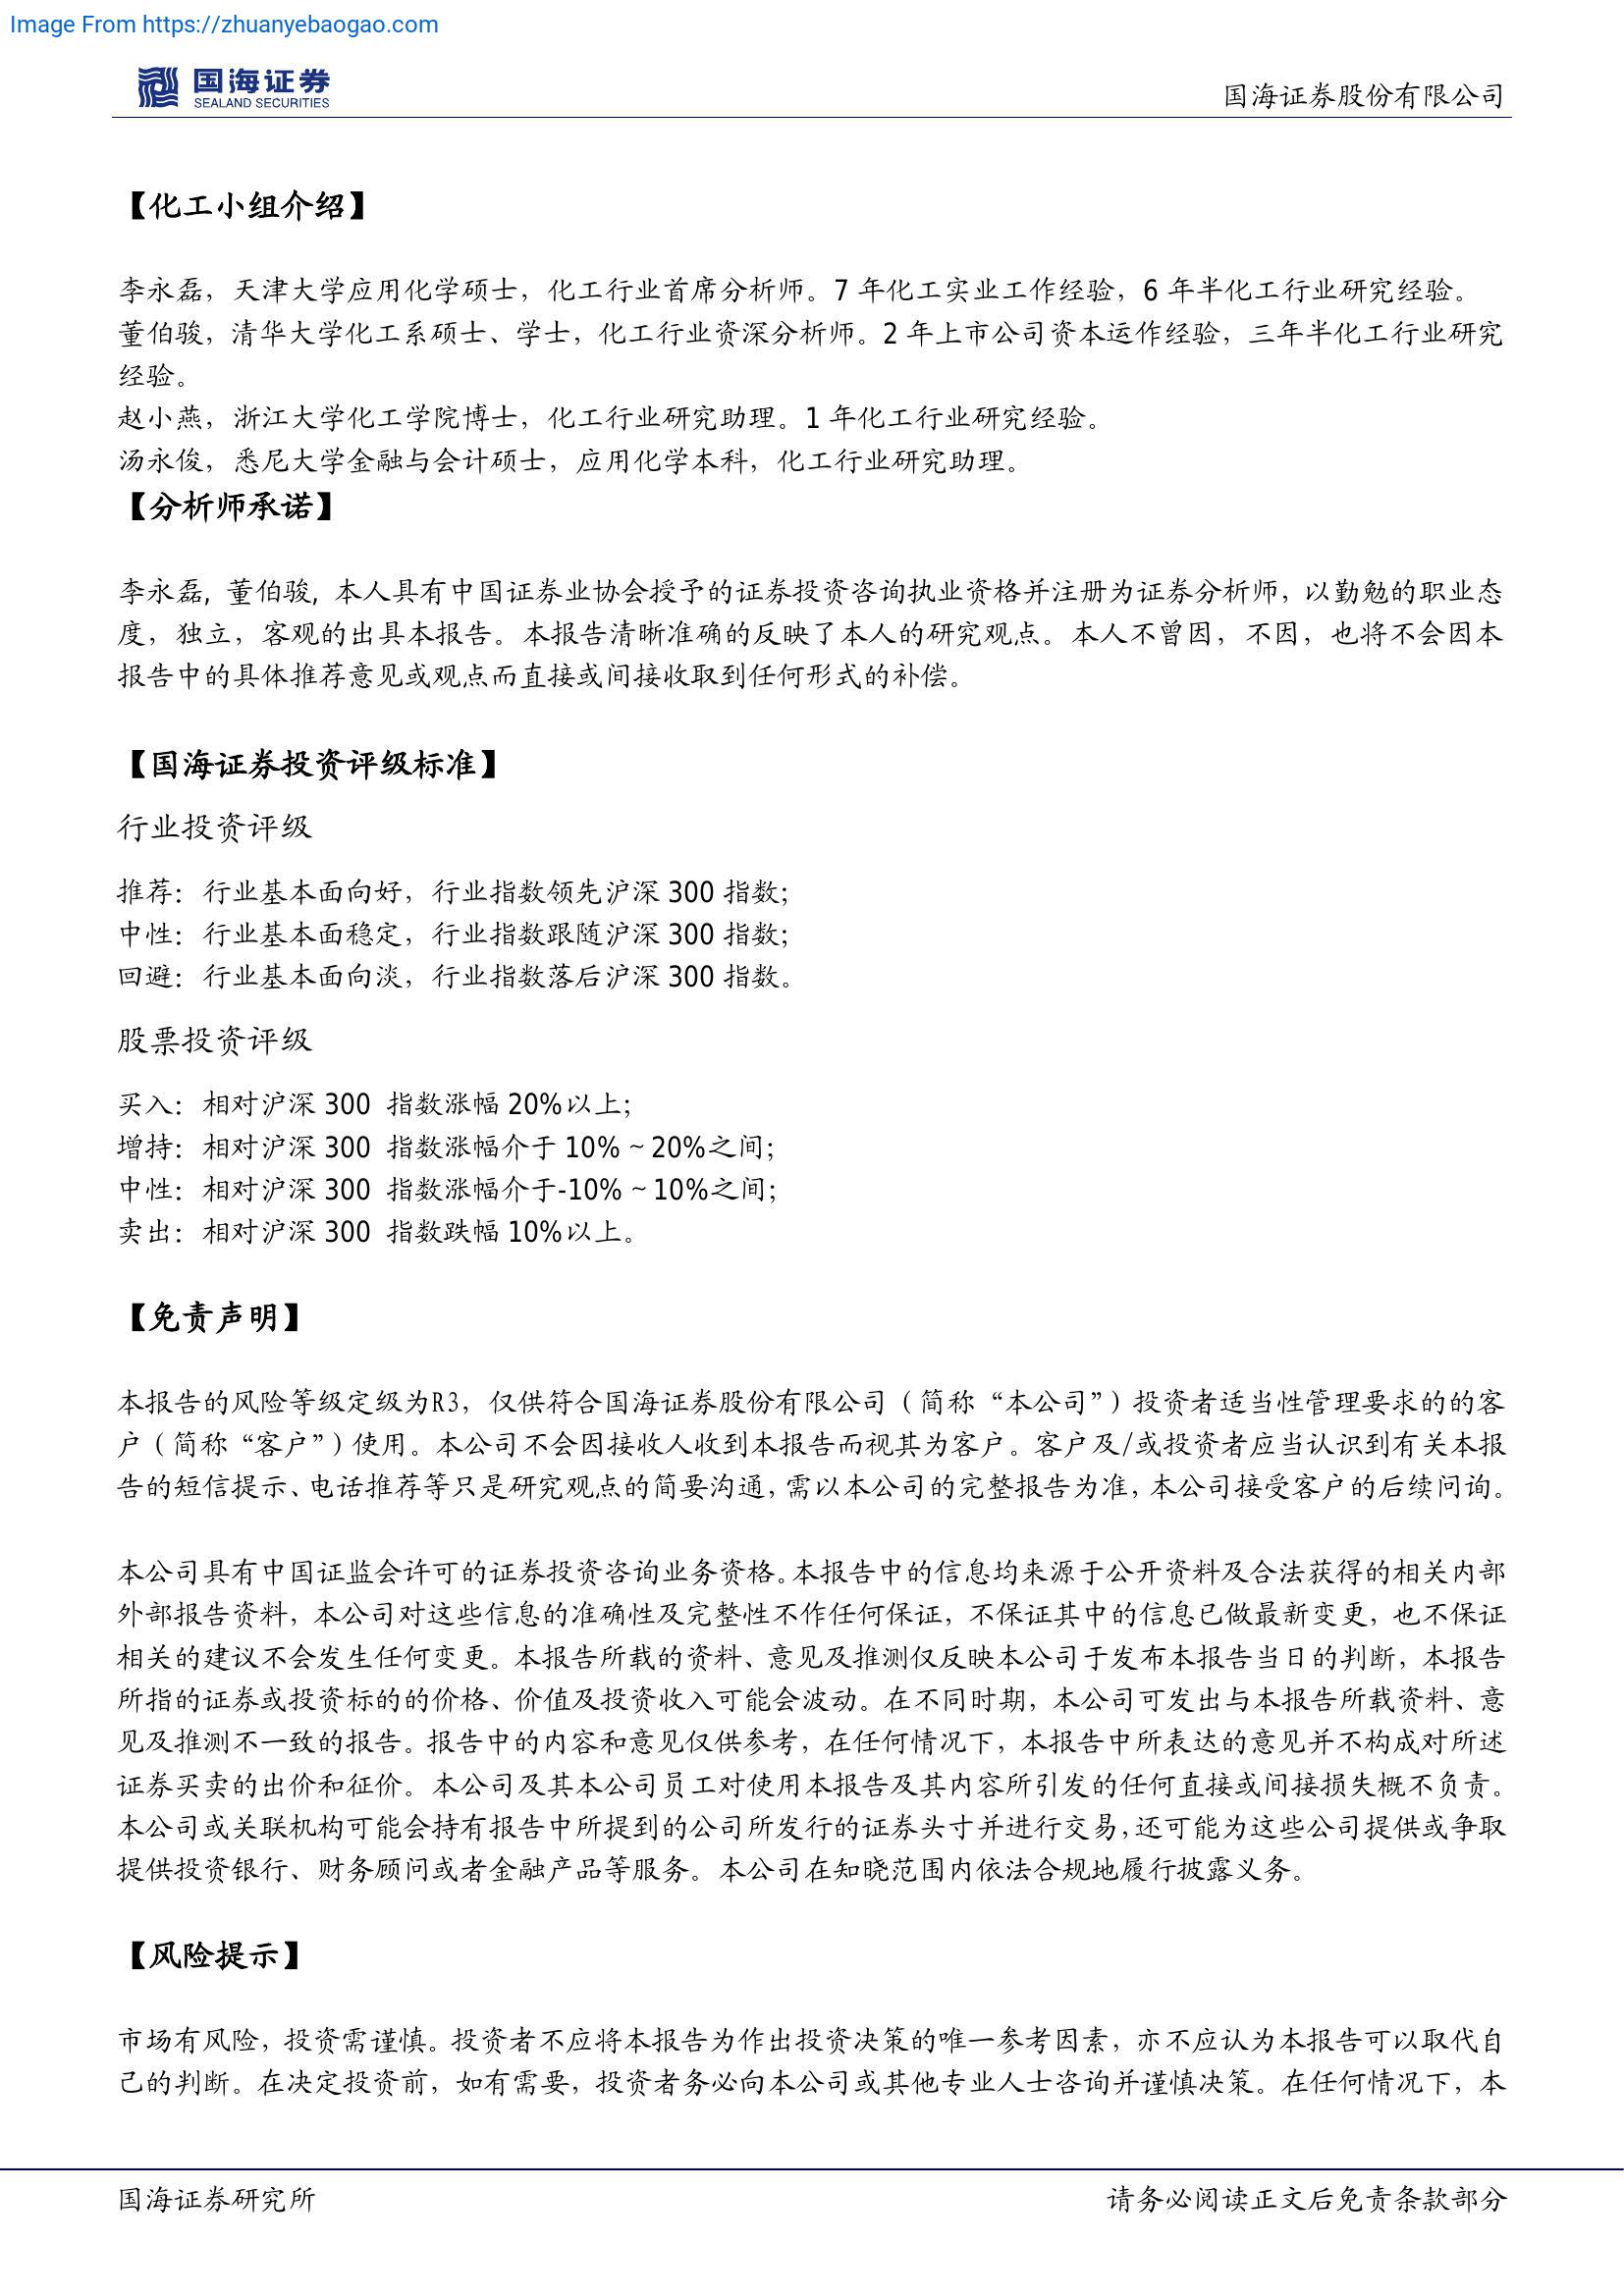 Image From https://zhuanyebaogao.com
国海证券
SEALAND SECURITIES
国海证券股份有限公司
【化工小组介绍】
李永磊，天津大学应用化学硕士，化工行业首席分析师。7 年化工实业工作经验，6 年半化工行业研究经验。
董伯骏，清华大学化工系硕士、学士，化工行业资深分析师。2 年上市公司资本运作经验，三年半化工行业研究
经验。
赵小燕，浙江大学化工学院博士，化工行业研究助理。1 年化工行业研究经验。
汤永俊，悉尼大学金融与会计硕士，应用化学本科，化工行业研究助理。
【分析师承诺】
李永磊, 董伯骏, 本人具有中国证券业协会授予的证券投资咨询执业资格并注册为证券分析师，以勤勉的职业态
度，独立，客观的出具本报告。本报告清晰准确的反映了本人的研究观点。本人不曾因，不因，也将不会因本
报告中的具体推荐意见或观点而直接或间接收取到任何形式的补偿。
【国海证券投资评级标准】
行业投资评级
推荐：行业基本面向好，行业指数领先沪深 300 指数；
中性：行业基本面稳定，行业指数跟随沪深 300 指数；
回避：行业基本面向淡，行业指数落后沪深 300 指数。
股票投资评级
买入：相对沪深 300 指数涨幅 20%以上；
增持：相对沪深 300 指数涨幅介于 10%～20%之间；
中性：相对沪深 300 指数涨幅介于-10%～10%之间；
卖出：相对沪深 300 指数跌幅 10%以上。
【免责声明】
本报告的风险等级定级为R3，仅供符合国海证券股份有限公司（简称“本公司”）投资者适当性管理要求的的客
户（简称“客户”）使用。本公司不会因接收人收到本报告而视其为客户。客户及/或投资者应当认识到有关本报
告的短信提示、电话推荐等只是研究观点的简要沟通，需以本公司的完整报告为准，本公司接受客户的后续问询。
本公司具有中国证监会许可的证券投资咨询业务资格。本报告中的信息均来源于公开资料及合法获得的相关内部
外部报告资料，本公司对这些信息的准确性及完整性不作任何保证，不保证其中的信息已做最新变更，也不保证
相关的建议不会发生任何变更。本报告所载的资料、意见及推测仅反映本公司于发布本报告当日的判断，本报告
所指的证券或投资标的的价格、价值及投资收入可能会波动。在不同时期，本公司可发出与本报告所载资料、意
见及推测不一致的报告。报告中的内容和意见仅供参考，在任何情况下，本报告中所表达的意见并不构成对所述
证券买卖的出价和征价。本公司及其本公司员工对使用本报告及其内容所引发的任何直接或间接损失概不负责。
本公司或关联机构可能会持有报告中所提到的公司所发行的证券头寸并进行交易，还可能为这些公司提供或争取
提供投资银行、财务顾问或者金融产品等服务。本公司在知晓范围内依法合规地履行披露义务。
【风险提示】
市场有风险，投资需谨慎。投资者不应将本报告为作出投资决策的唯一参考因素，亦不应认为本报告可以取代自
己的判断。在决定投资前，如有需要，投资者务必向本公司或其他专业人士咨询并谨慎决策。在任何情况下，本
国海证券研究所
请务必阅读正文后免责条款部分